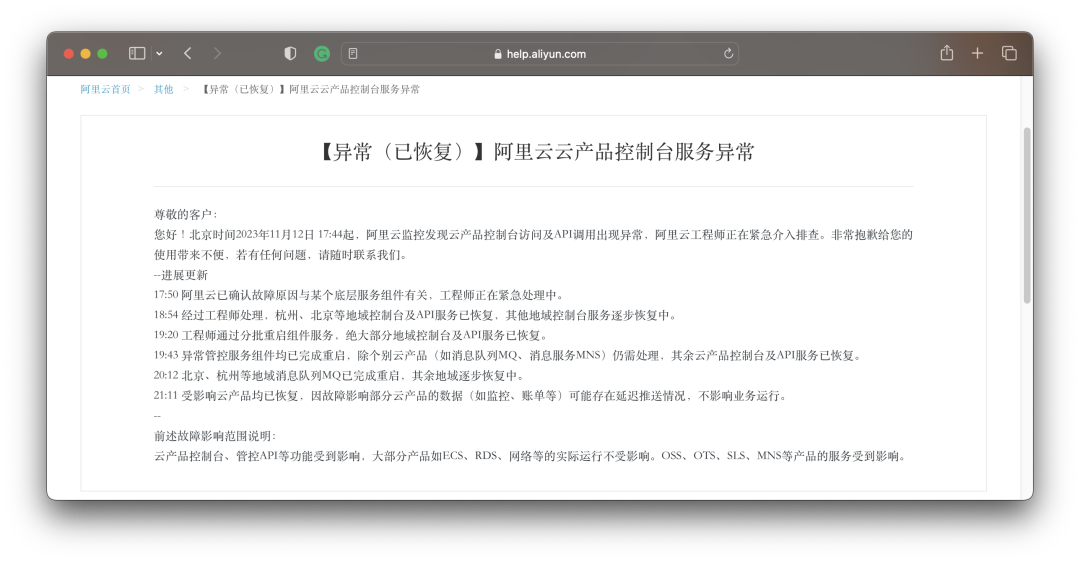 help.aliyun.com
阿里云首页 > 其他 > 【异常（已恢复）】阿里云云产品控制台服务异常
【异常（已恢复）】阿里云云产品控制台服务异常
尊敬的客户：
您好！北京时间2023年11月12日 17:44起，阿里云监控发现云产品控制台访问及API调用出现异常，阿里云工程师正在紧急介入排查。非常抱歉给您的
使用带来不便，若有任何问题，请随时联系我们。
--进展更新
17:50 阿里云已确认故障原因与某个底层服务组件有关，工程师正在紧急处理中。
18:54 经过工程师处理，杭州、北京等地域控制台及API服务已恢复，其他地域控制台服务逐步恢复中。
19:20 工程师通过分批重启组件服务，绝大部分地域控制台及API服务已恢复。
19:43 异常管控服务组件均已完成重启，除个别云产品（如消息队列MQ、消息服务MNS）仍需处理，其余云产品控制台及API服务已恢复。
20:12 北京、杭州等地域消息队列MQ已完成重启，其余地域逐步恢复中。
21:11 受影响云产品均已恢复，因故障影响部分云产品的数据（如监控、账单等）可能存在延迟推送情况，不影响业务运行。
--
前述故障影响范围说明：
云产品控制台、管控API等功能受到影响，大部分产品如ECS、RDS、网络等的实际运行不受影响。OSS、OTS、SLS、MNS等产品的服务受到影响。